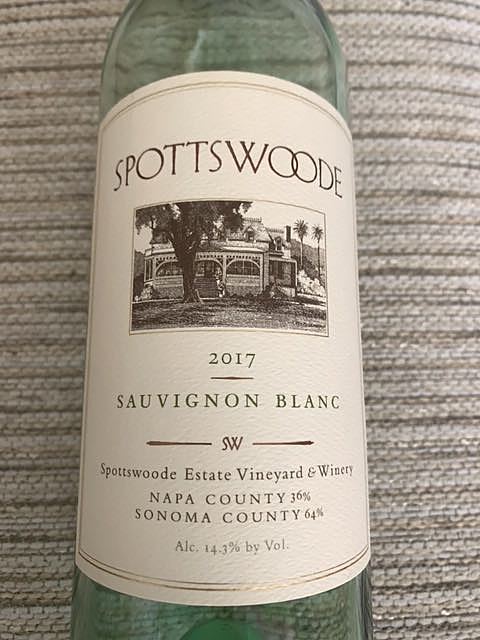 SPOTTSWOODE
2017
SAUVIGNON BLANC
SW
Spottswoode Estate Vineyard & Winery
NAPA COUNTY 36%
SONOMA COUNTY 64%
Alc. 14.3% by Vol.